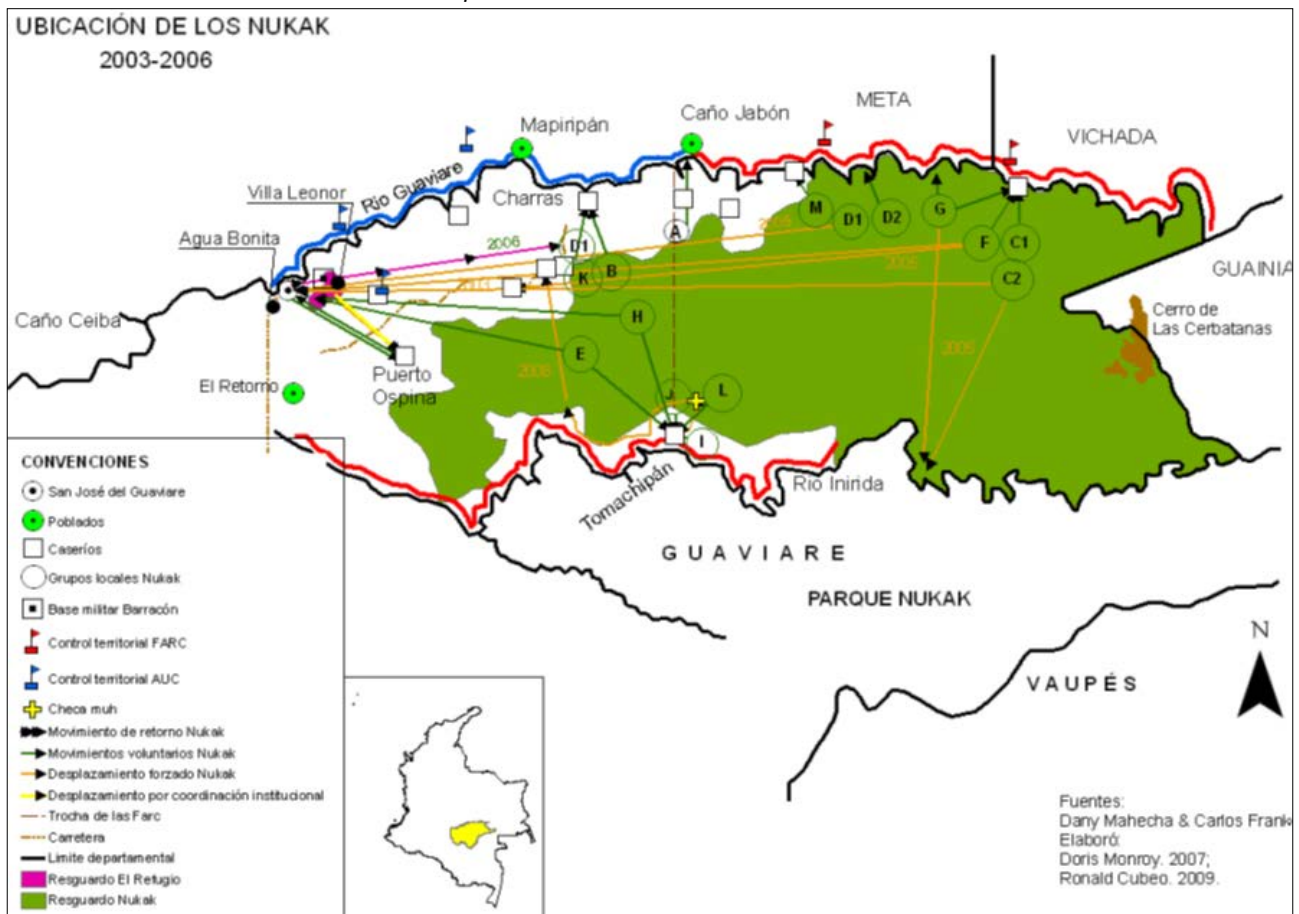 UBICACIÓN DE LOS NUKAK
2003-2006
META
VICHADA
Caño Jabón
Mapiripán
Villa Leonor
Rio Guaviare
Charras
Agua Bonita
GUAINIA
Caño Ceiba
Cerro de
Las Cerbatanas
El Retorno
Puerto
Ospina
Tomachipán
Rio Inirida
A
M
D1
D2
G
F
C1
C2
D1
K
B
H
E
J
L
I
2006
2005
2005
2005
2006
GUAVIARE
PARQUE NUKAK
VAUPÉS
N
CONVENCIONES
San José del Guaviare
Poblados
Caseríos
Grupos locales Nukak
Base militar Barracón
Control territorial FARC
Control territorial AUC
Checa muh
Movimiento de retorno Nukak
Movimientos voluntarios Nukak
Desplazamiento forzado Nukak
Desplazamiento por coordinación institucional
Trocha de las Farc
Carretera
Limite departamental
Resguardo El Refugio
Resguardo Nukak
Fuentes:
Dany Mahecha & Carlos Frank
Elaboró:
Doris Monroy. 2007;
Ronald Cubeo. 2009.